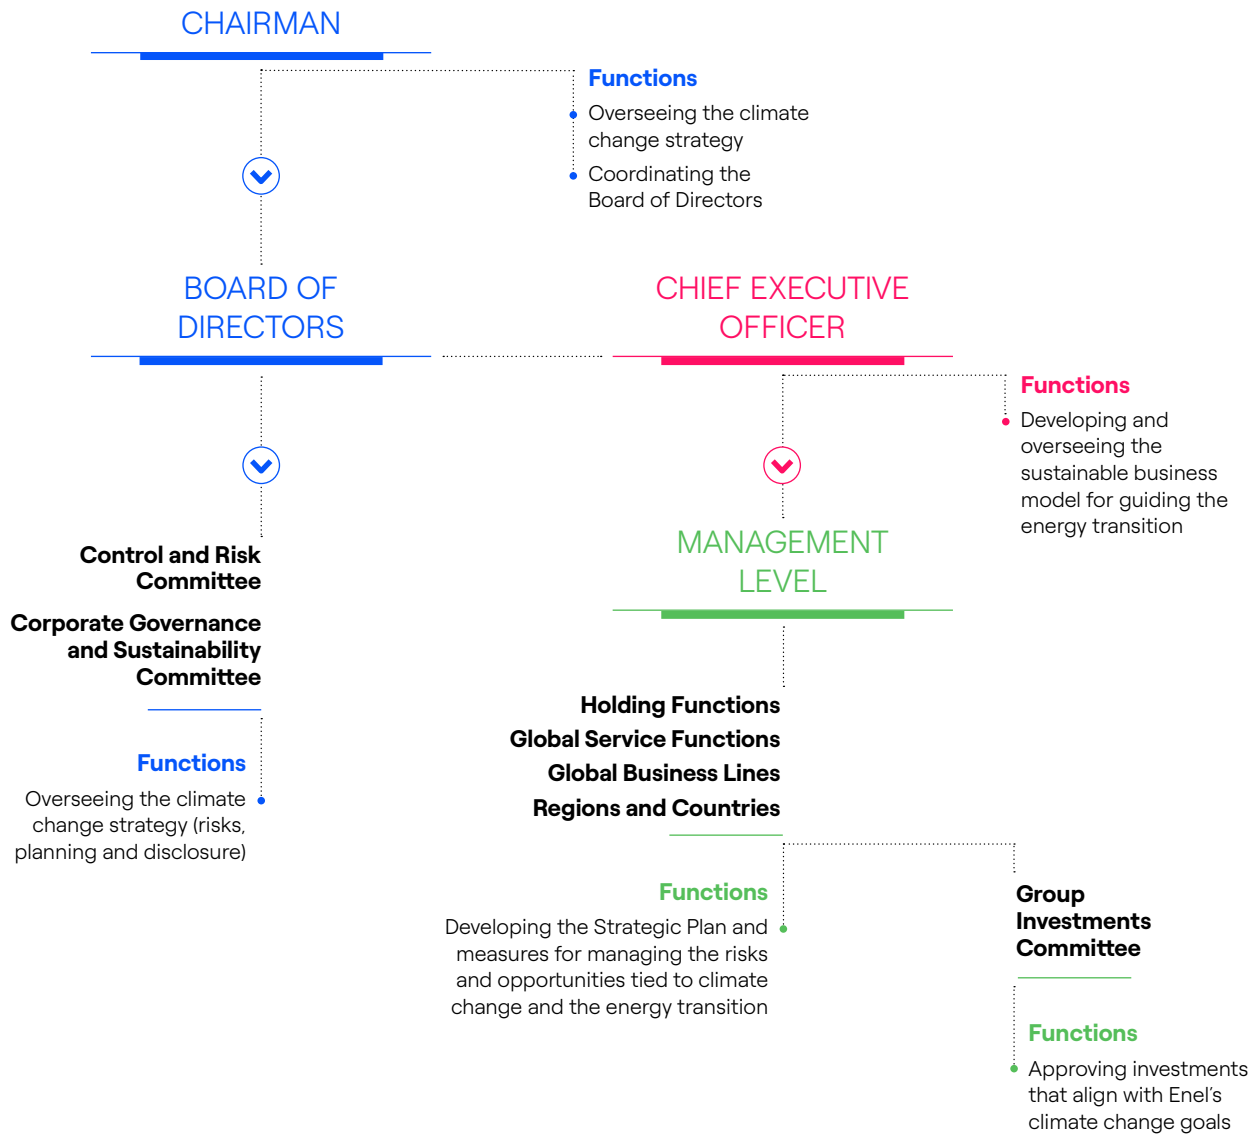 CHAIRMAN
Functions
Overseeing the climate
change strategy
Coordinating the
Board of Directors
BOARD OF
DIRECTORS
CHIEF EXECUTIVE
OFFICER
Functions
Developing and
overseeing the
sustainable business
model for guiding the
energy transition
Control and Risk
Committee
Corporate Governance
and Sustainability
Committee
Functions
Overseeing the climate
change strategy (risks,
planning and disclosure)
MANAGEMENT
LEVEL
Holding Functions
Global Service Functions
Global Business Lines
Regions and Countries
Functions
Developing the Strategic Plan and
measures for managing the risks
and opportunities tied to climate
change and the energy transition
Group
Investments
Committee
Functions
Approving investments
that align with Enel’s
climate change goals